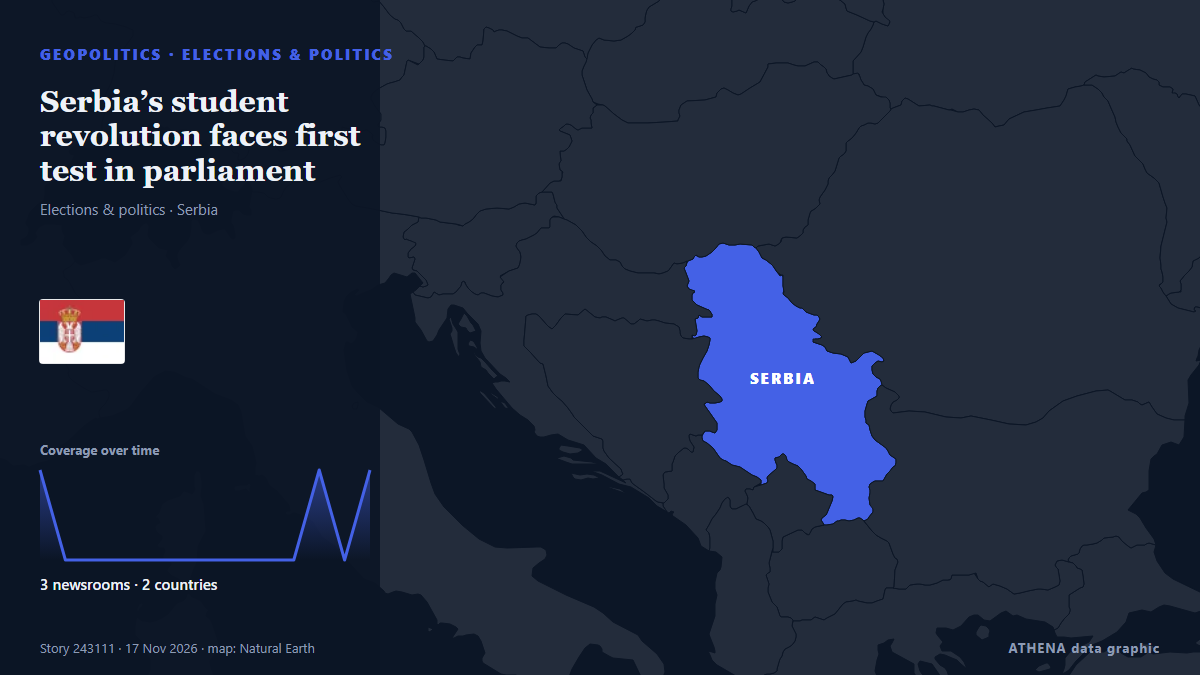 GEOPOLITICS · ELECTIONS & POLITICS
Serbia’s student
revolution faces first
test in parliament
Elections & politics · Serbia
SERBIA
Coverage over time
3 newsrooms · 2 countries
Story 243111 · 17 Nov 2026 · map: Natural Earth
ATHENA data graphic